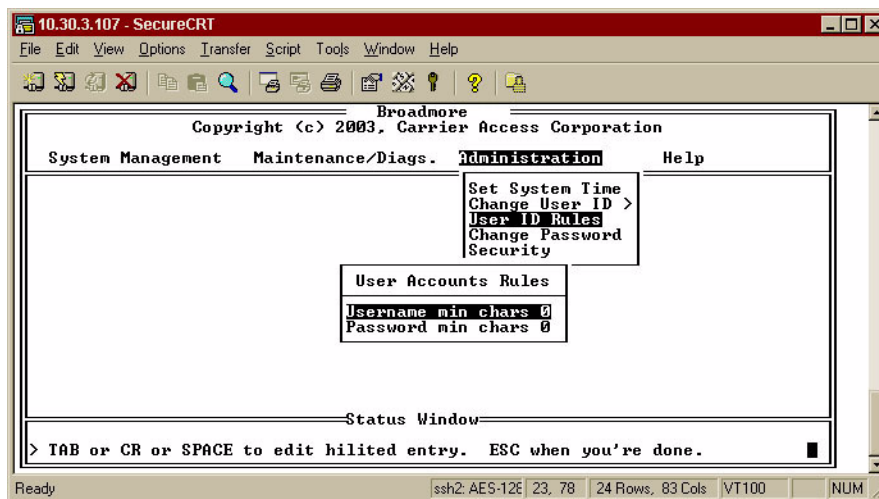 10.30.3.107 - SecureCRT
File Edit View Options Transfer Script Tools Window Help
Broadmore
Copyright (c) 2003, Carrier Access Corporation
System Management Maintenance/Diags. Administration Help
Set System Time
Change User ID >
User ID Rules
Change Password
Security
User Accounts Rules
Username min chars 0
Password min chars 0
Status Window
> TAB or CR or SPACE to edit hilited entry. ESC when you're done.
Ready ssh2: AES-128 23, 78 24 Rows, 83 Cols VT100 NUM